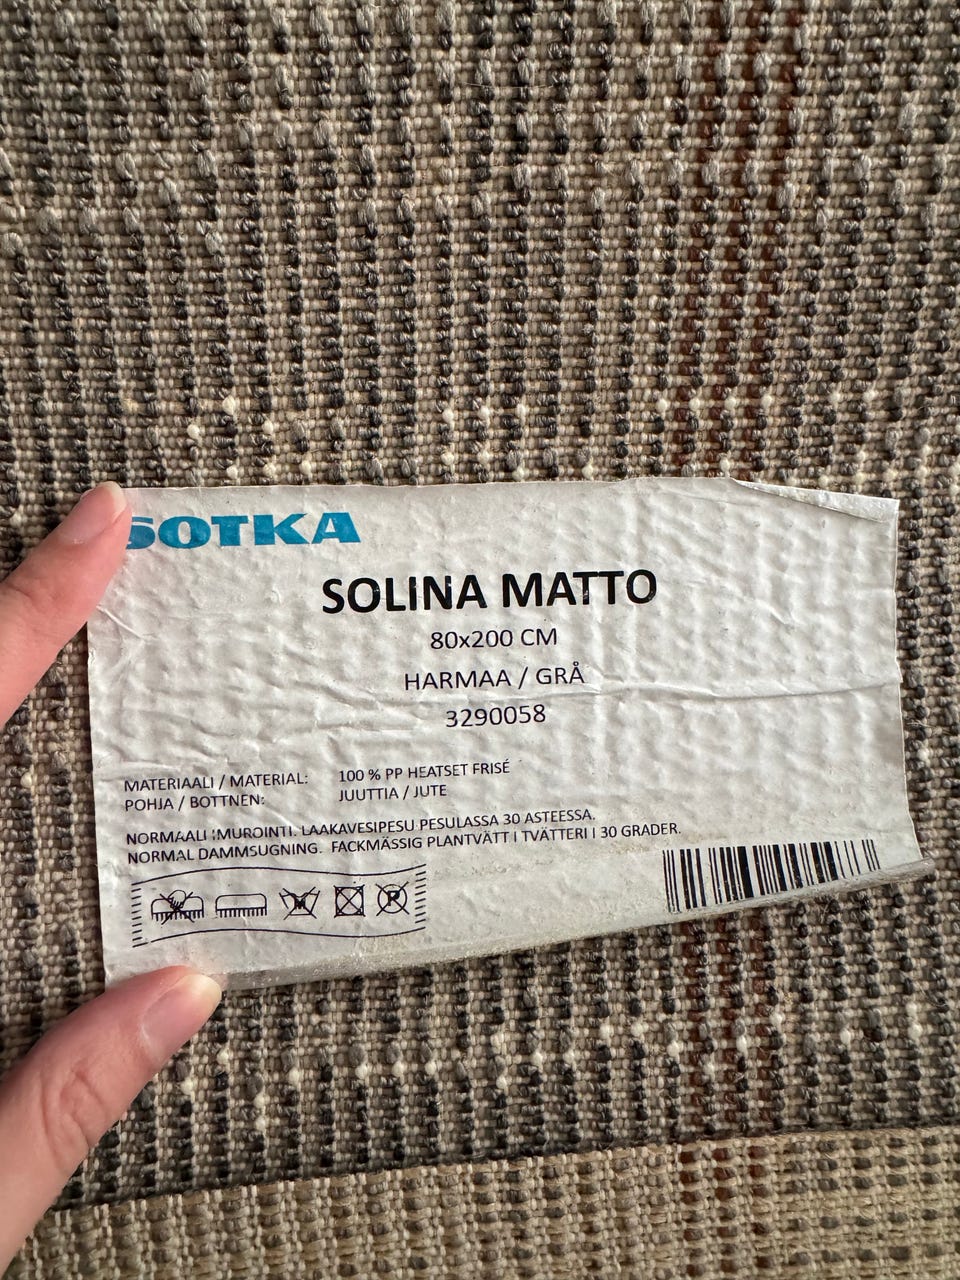 SOTKA
SOLINA MATTO
80x200 CM
HARMAA / GRÅ
3290058
MATERIAALI / MATERIAL: 100 % PP HEATSET FRISÉ
POHJA / BOTTNEN: JUUTTIA / JUTE
NORMAALI IMUROINTI. LAAKAVESIPESU PESULASSA 30 ASTEESSA.
NORMAL DAMMSUGNING. FACKMÄSSIG PLANTVÄTT I TVÄTTERI I 30 GRADER.
P